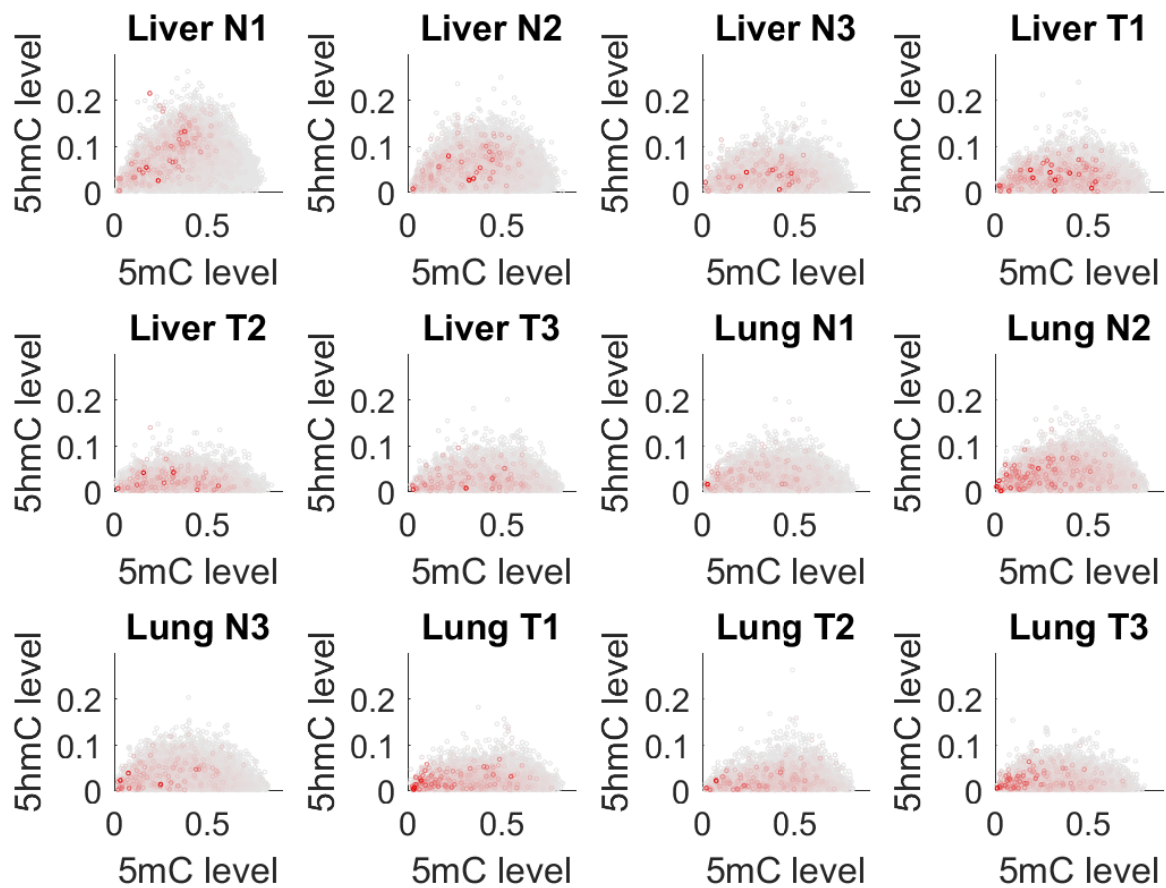 Liver N1 Liver N2 Liver N3 Liver T1
5hmC level 5hmC level 5hmC level 5hmC level
0.2 0.2 0.2 0.2
0.1 0.1 0.1 0.1
0 0 0 0
0 0.5 0 0.5 0 0.5 0 0.5
5mC level 5mC level 5mC level 5mC level
Liver T2 Liver T3 Lung N1 Lung N2
5hmC level 5hmC level 5hmC level 5hmC level
0.2 0.2 0.2 0.2
0.1 0.1 0.1 0.1
0 0 0 0
0 0.5 0 0.5 0 0.5 0 0.5
5mC level 5mC level 5mC level 5mC level
Lung N3 Lung T1 Lung T2 Lung T3
5hmC level 5hmC level 5hmC level 5hmC level
0.2 0.2 0.2 0.2
0.1 0.1 0.1 0.1
0 0 0 0
0 0.5 0 0.5 0 0.5 0 0.5
5mC level 5mC level 5mC level 5mC level